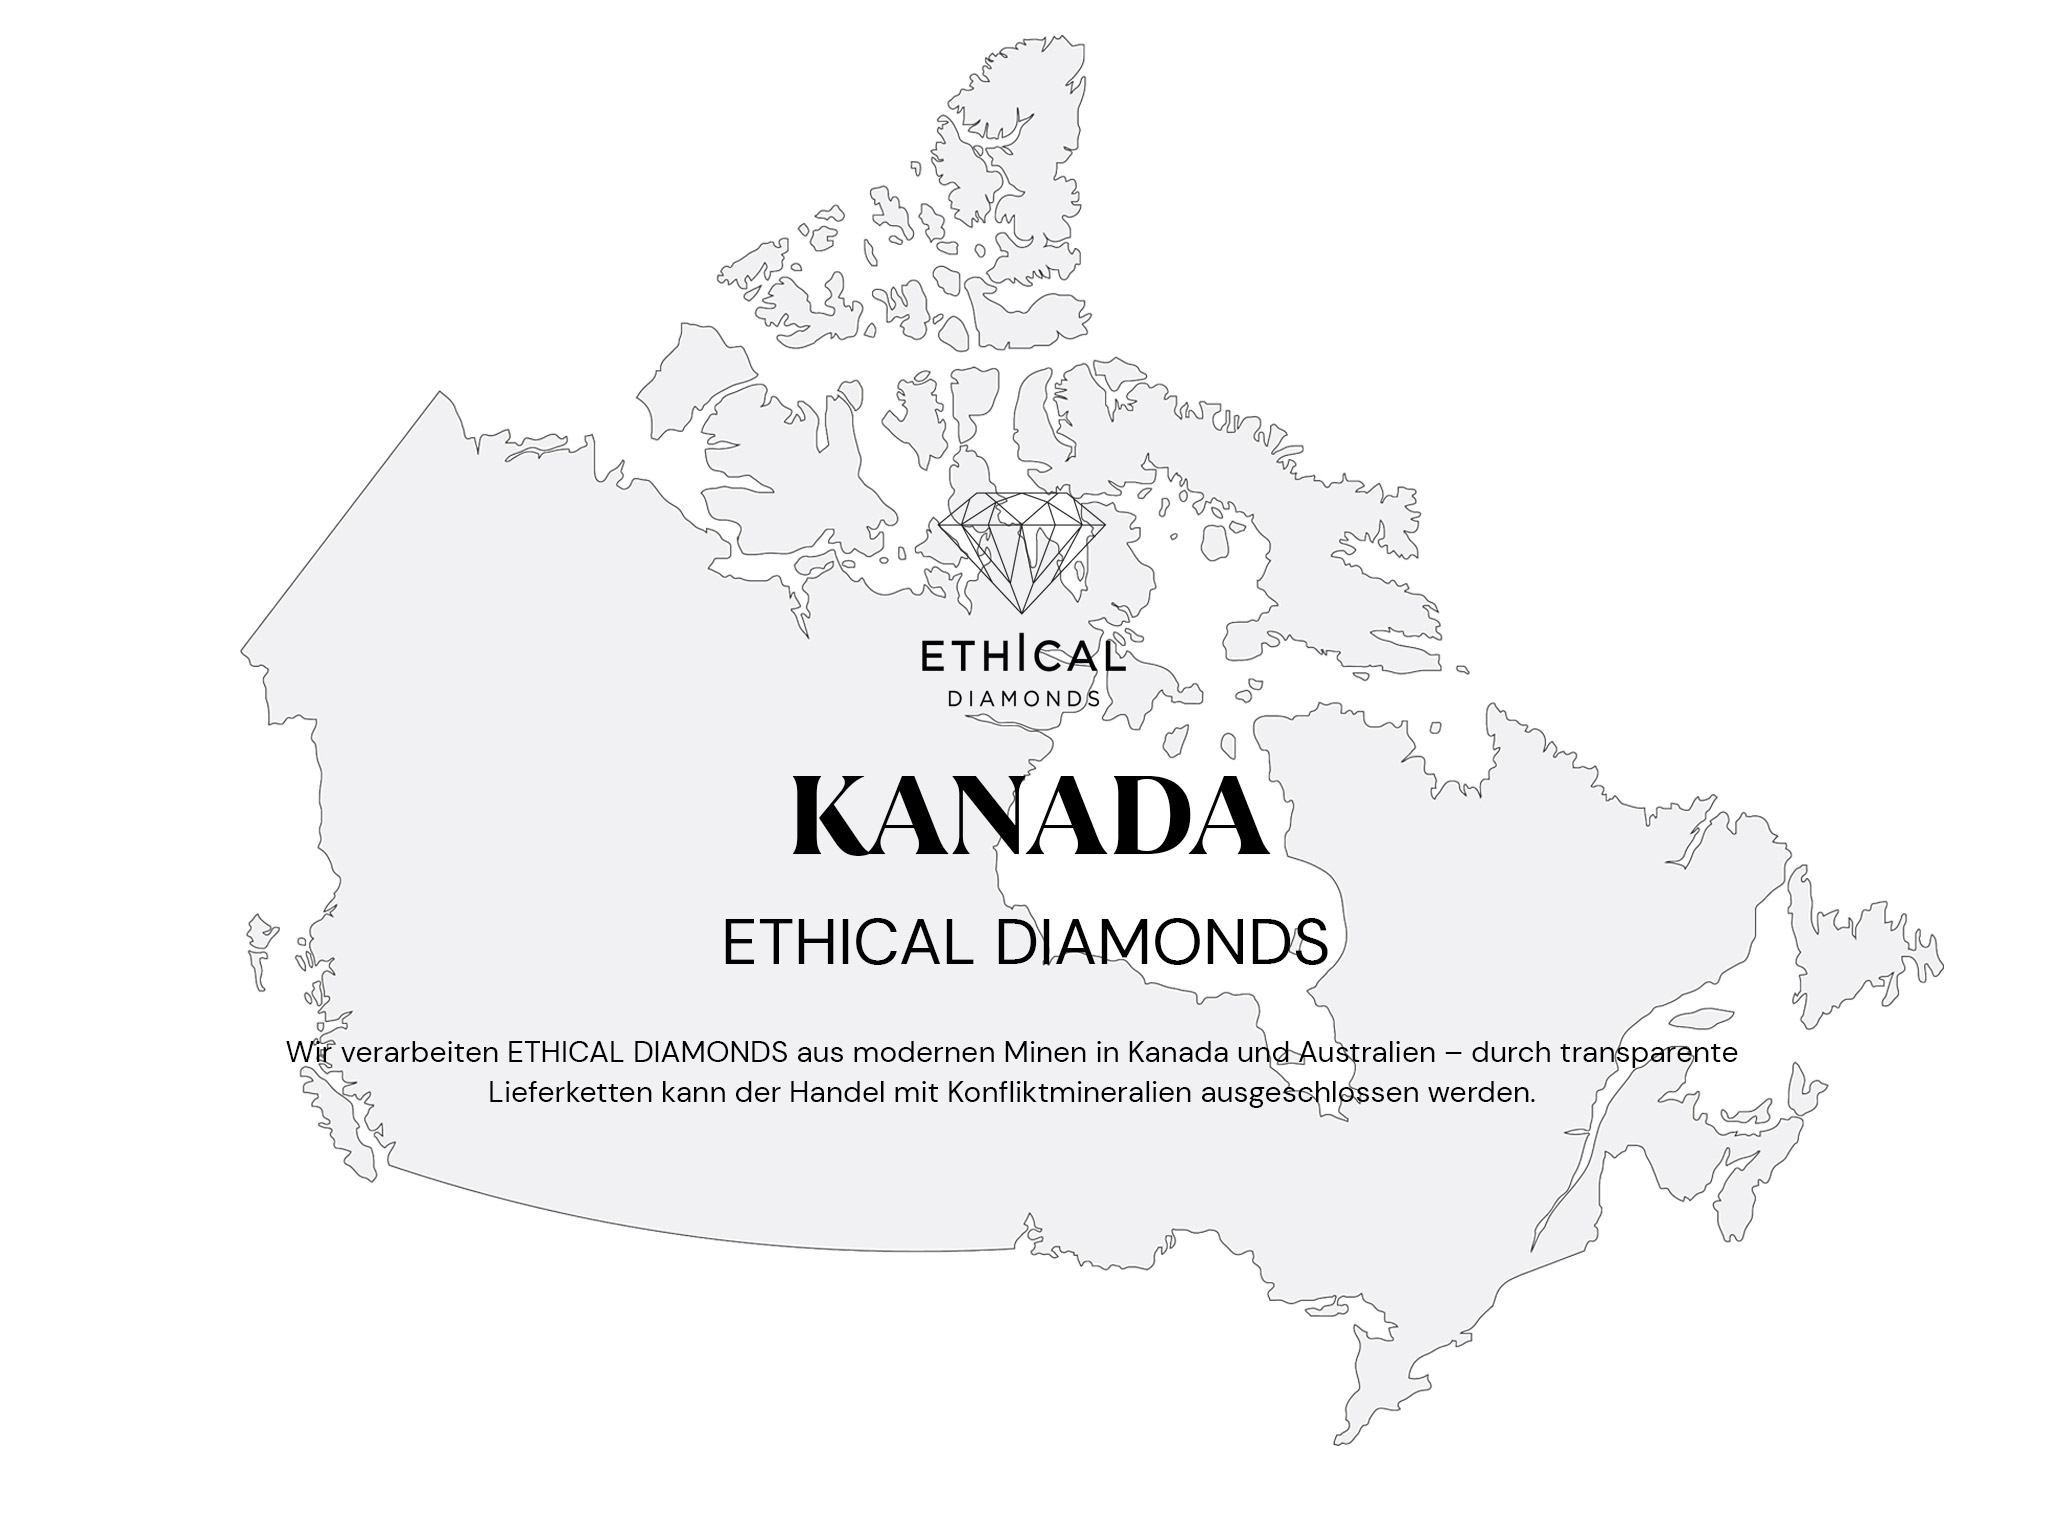 ETHICAL
DIAMONDS
KANADA
ETHICAL DIAMONDS
Wir verarbeiten ETHICAL DIAMONDS aus modernen Minen in Kanada und Australien – durch transparente
Lieferketten kann der Handel mit Konfliktmineralien ausgeschlossen werden.